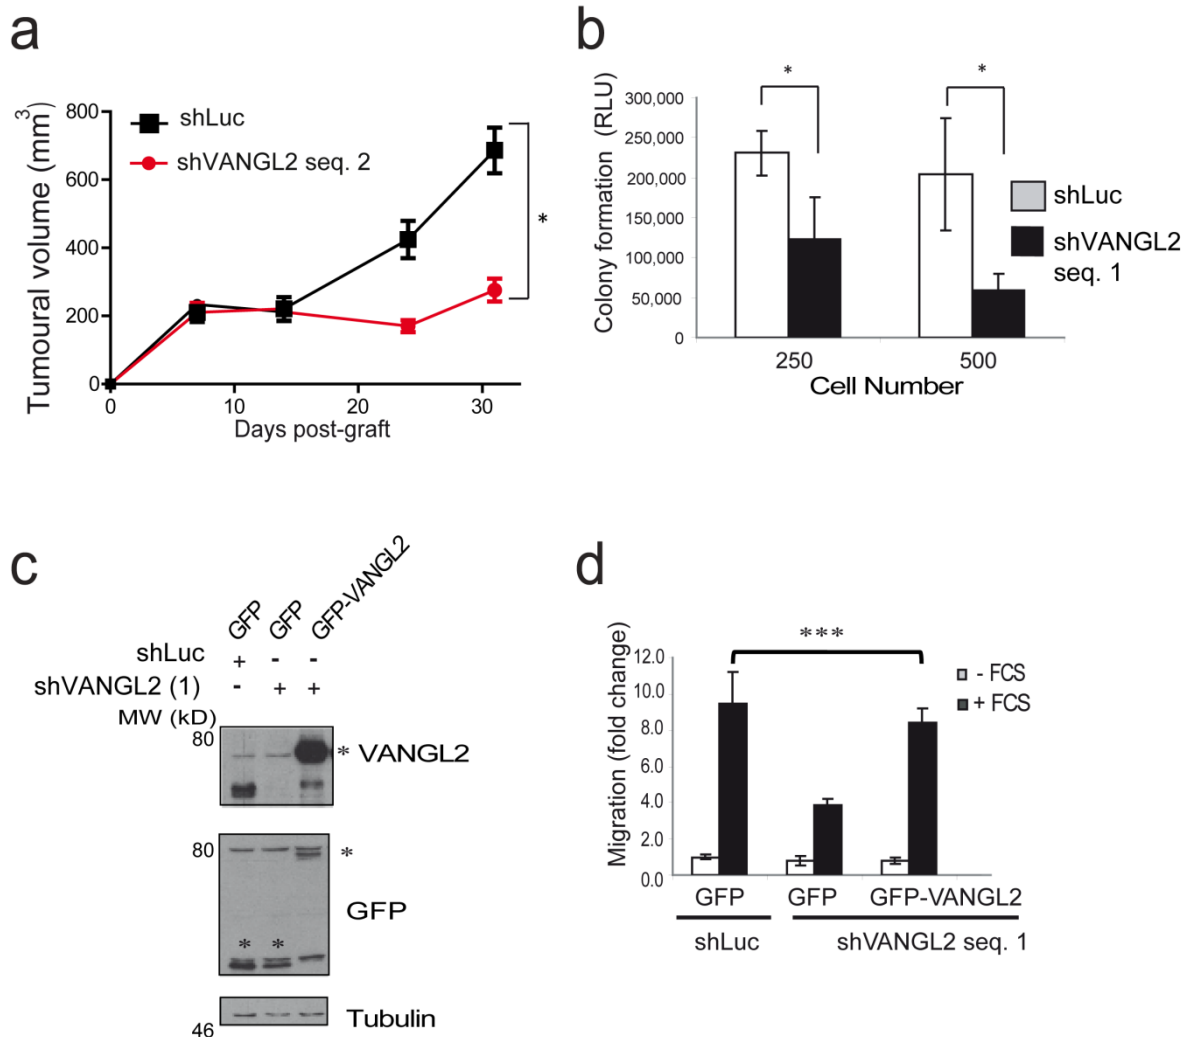 a
Tumoural volume (mm³)
800
600
400
200
0
shLuc
shVANGL2 seq. 2
*
0 10 20 30
Days post-graft
b
Colony formation (RLU)
300,000
250,000
200,000
150,000
100,000
50,000
0
* *
shLuc
shVANGL2
seq. 1
250 500
Cell Number
c
GFP GFP GFP-VANGL2
shLuc + - -
shVANGL2 (1) - + +
MW (kD)
80
* VANGL2
80
*
GFP
* *
Tubulin
46
d
Migration (fold change)
12.0
10.0
8.0
6.0
4.0
2.0
0.0
***
- FCS
+ FCS
GFP GFP GFP-VANGL2
shLuc shVANGL2 seq. 1